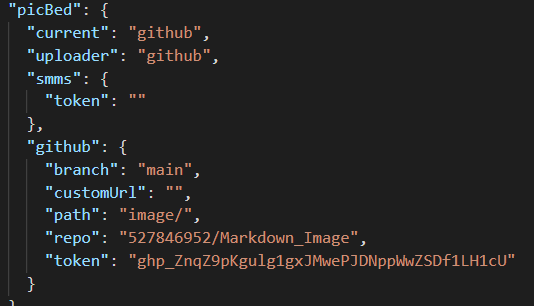 "picBed": {
"current": "github",
"uploader": "github",
"smms": {
"token": ""
},
"github": {
"branch": "main",
"customUrl": "",
"path": "image/",
"repo": "527846952/Markdown_Image",
"token": "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"
}
}